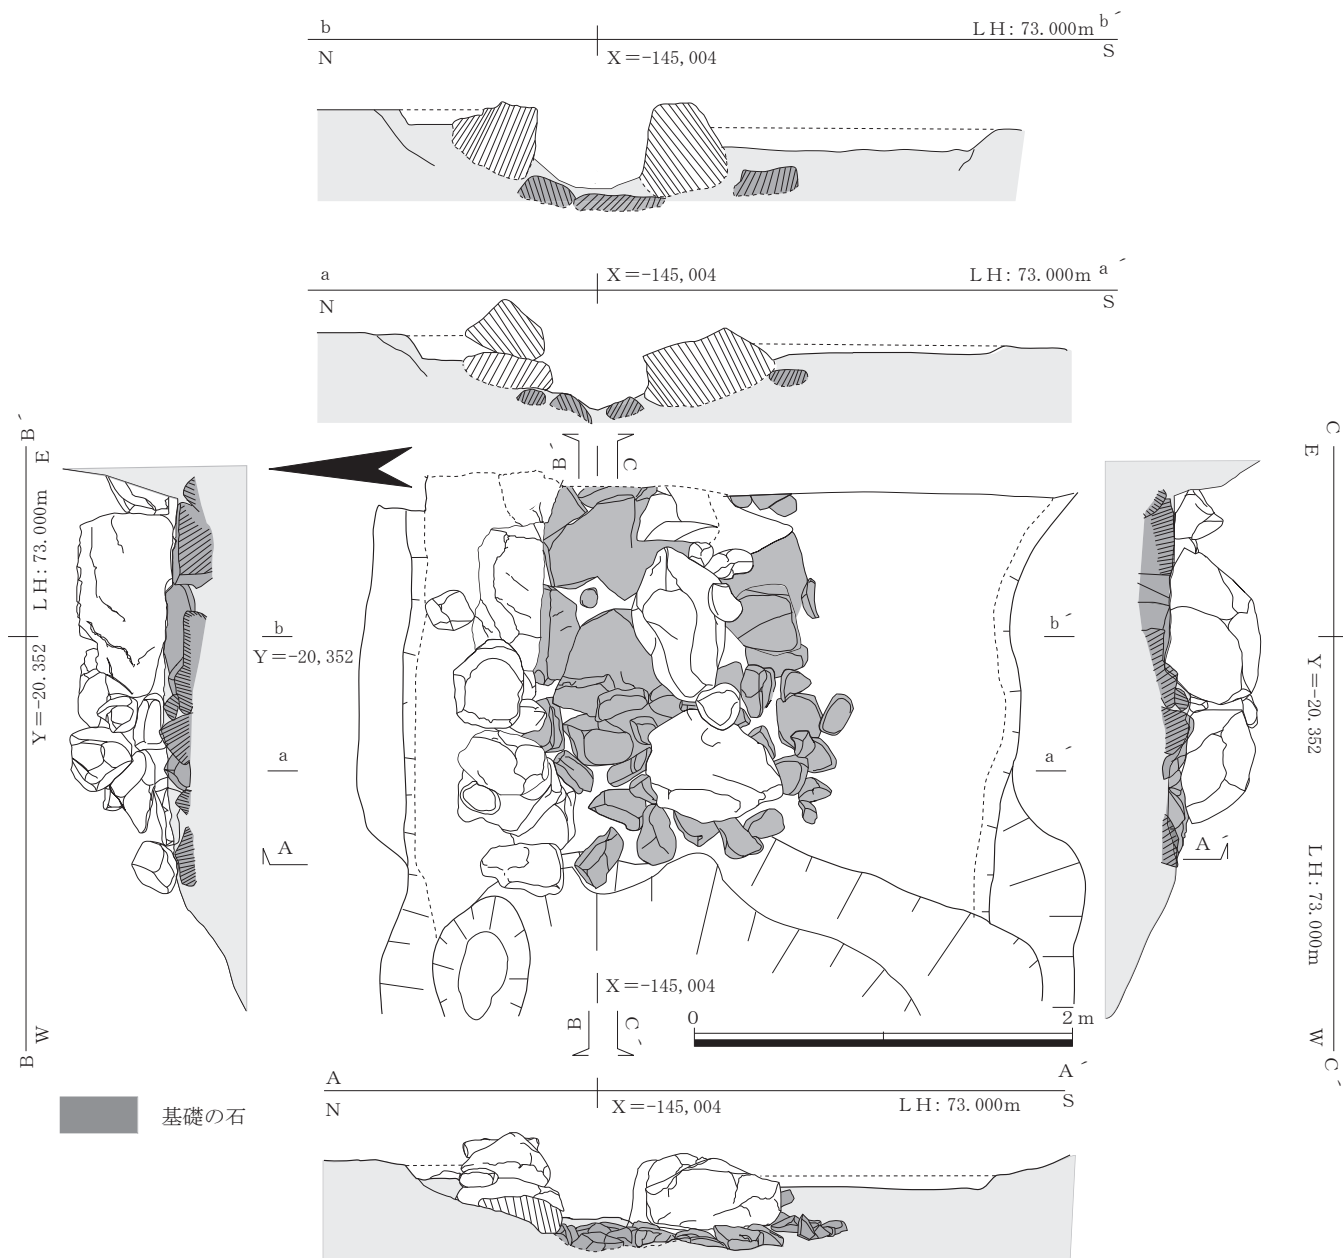 b
LH: 73.000m b´
N
X=-145,004
S
a
X=-145,004
LH: 73.000m a´
N
S
B´
E
LH: 73.000m
Y=-20.352
W
B
B´
C
b
Y=-20,352
b´
a
a´
A
A´
C
E
Y=-20.352
LH: 73.000m
W
C´
X=-145,004
B
C´
0
2 m
A
A´
N
X=-145,004
LH: 73.000m
S
基礎の石